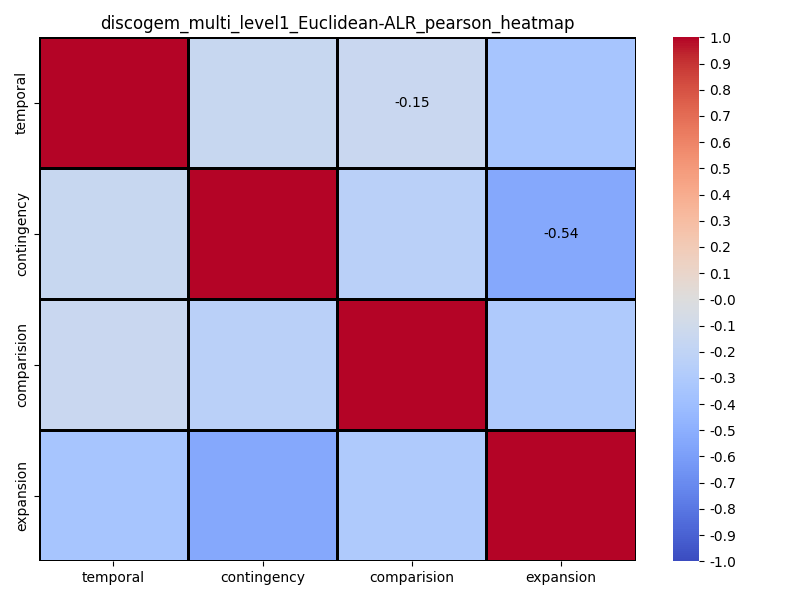 discogem_multi_level1_Euclidean-ALR_pearson_heatmap
temporal
contingency
comparision
expansion
-0.15
-0.54
temporal
contingency
comparision
expansion
1.0
0.9
0.8
0.7
0.6
0.5
0.4
0.3
0.2
0.1
-0.0
-0.1
-0.2
-0.3
-0.4
-0.5
-0.6
-0.7
-0.8
-0.9
-1.0